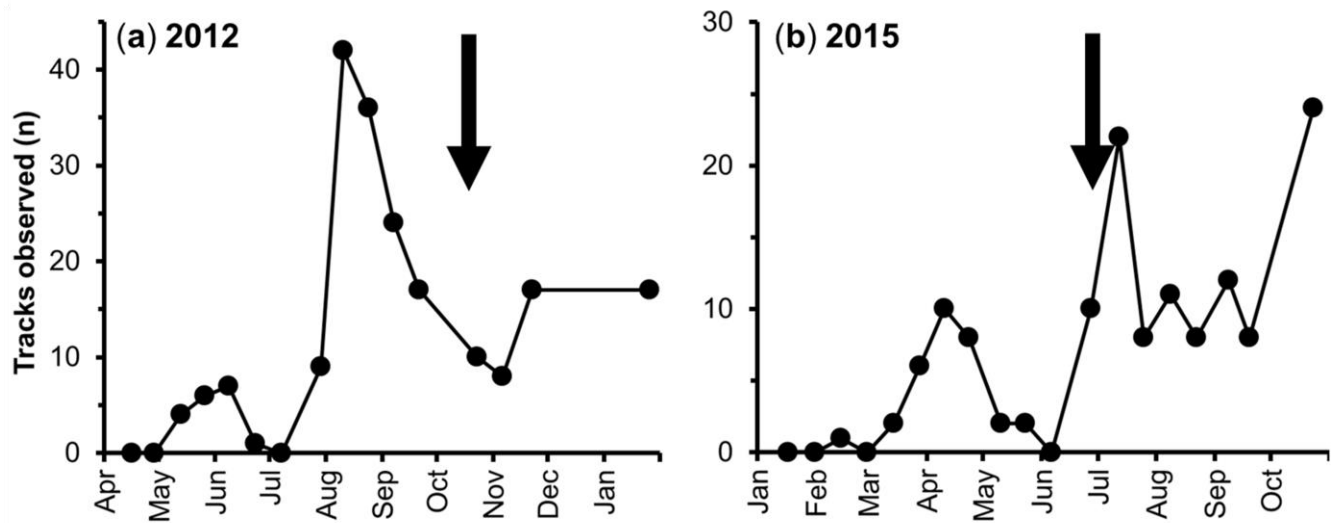 (a) 2012
Tracks observed (n)
40
30
20
10
0
Apr
May
Jun
Jul
Aug
Sep
Oct
Nov
Dec
Jan
(b) 2015
30
20
10
0
Jan
Feb
Mar
Apr
May
Jun
Jul
Aug
Sep
Oct